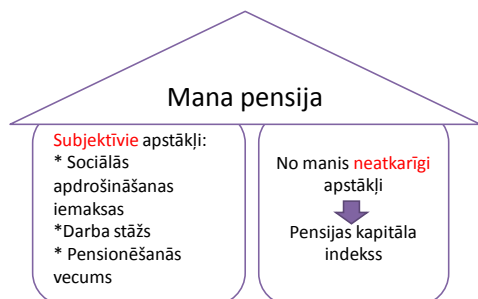 Mana pensija
Subjektīvie apstākļi:
* Sociālās
apdrošināšanas
iemaksas
*Darba stāžs
* Pensionēšanās
vecums
No manis neatkarīgi
apstākļi
Pensijas kapitāla
indekss